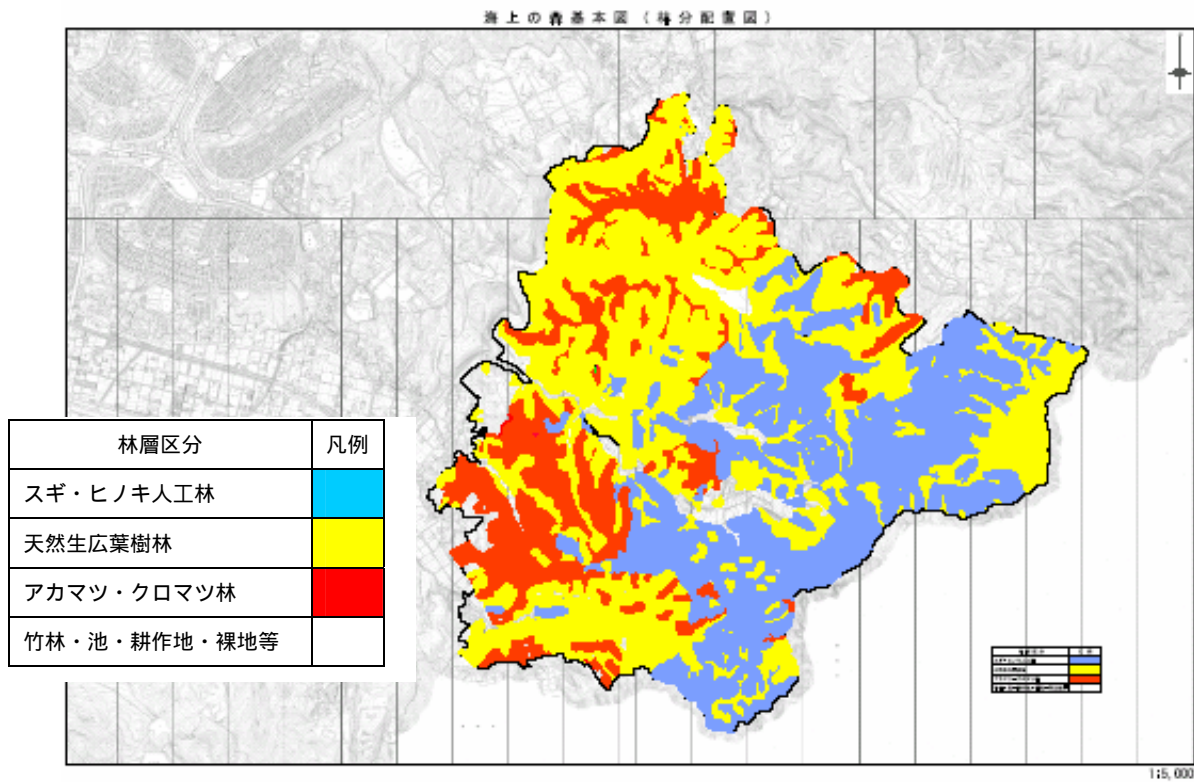 海上の森基本図(林分配置図)
林層区分 凡例
スギ・ヒノキ人工林
天然生広葉樹林
アカマツ・クロマツ林
竹林・池・耕作地・裸地等
1:5,000